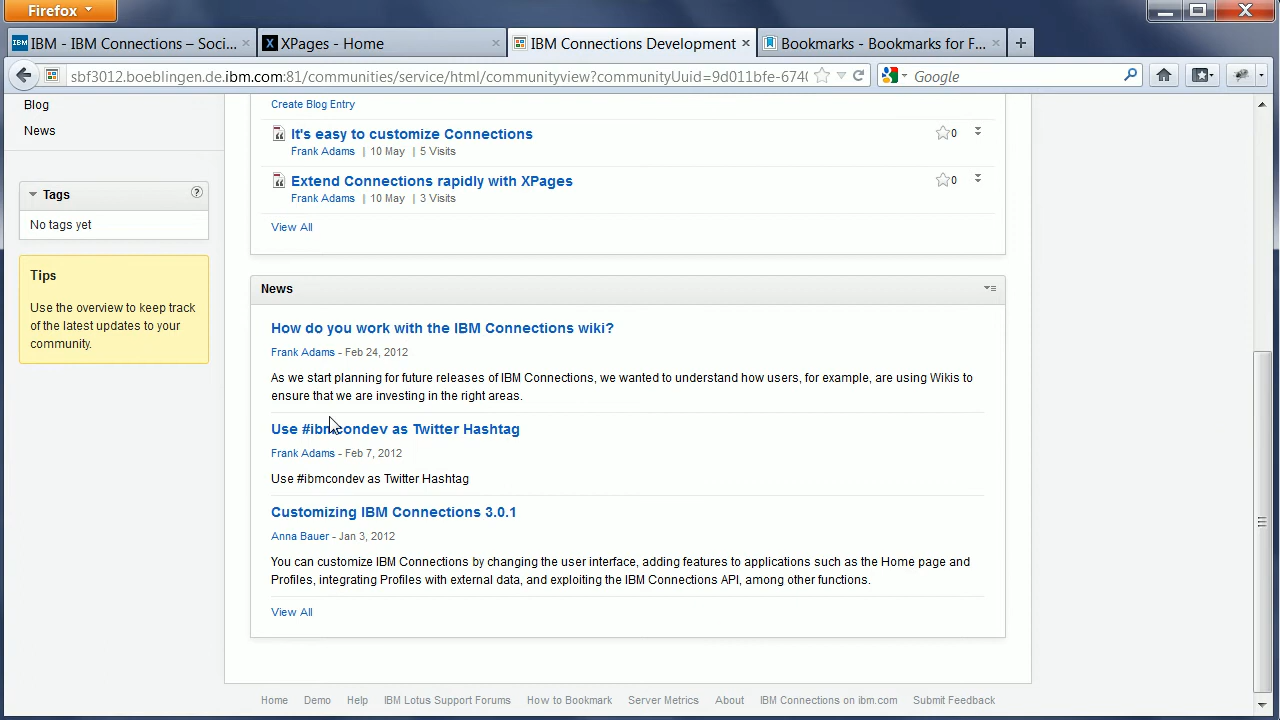 Firefox
IBM - IBM Connections – Soci...
XPages - Home
IBM Connections Development
Bookmarks - Bookmarks for F...
sbf3012.boeblingen.de.ibm.com:81/communities/service/html/communityview?communityUuid=9d011bfe-674(
Google
Blog
News
Tags
?
No tags yet
Tips
Use the overview to keep track
of the latest updates to your
community.
Create Blog Entry
It's easy to customize Connections
0
Frank Adams | 10 May | 5 Visits
Extend Connections rapidly with XPages
0
Frank Adams | 10 May | 3 Visits
View All
News
How do you work with the IBM Connections wiki?
Frank Adams - Feb 24, 2012
As we start planning for future releases of IBM Connections, we wanted to understand how users, for example, are using Wikis to
ensure that we are investing in the right areas.
Use #ibmcondev as Twitter Hashtag
Frank Adams - Feb 7, 2012
Use #ibmcondev as Twitter Hashtag
Customizing IBM Connections 3.0.1
Anna Bauer - Jan 3, 2012
You can customize IBM Connections by changing the user interface, adding features to applications such as the Home page and
Profiles, integrating Profiles with external data, and exploiting the IBM Connections API, among other functions.
View All
Home Demo Help IBM Lotus Support Forums How to Bookmark Server Metrics About IBM Connections on ibm.com Submit Feedback